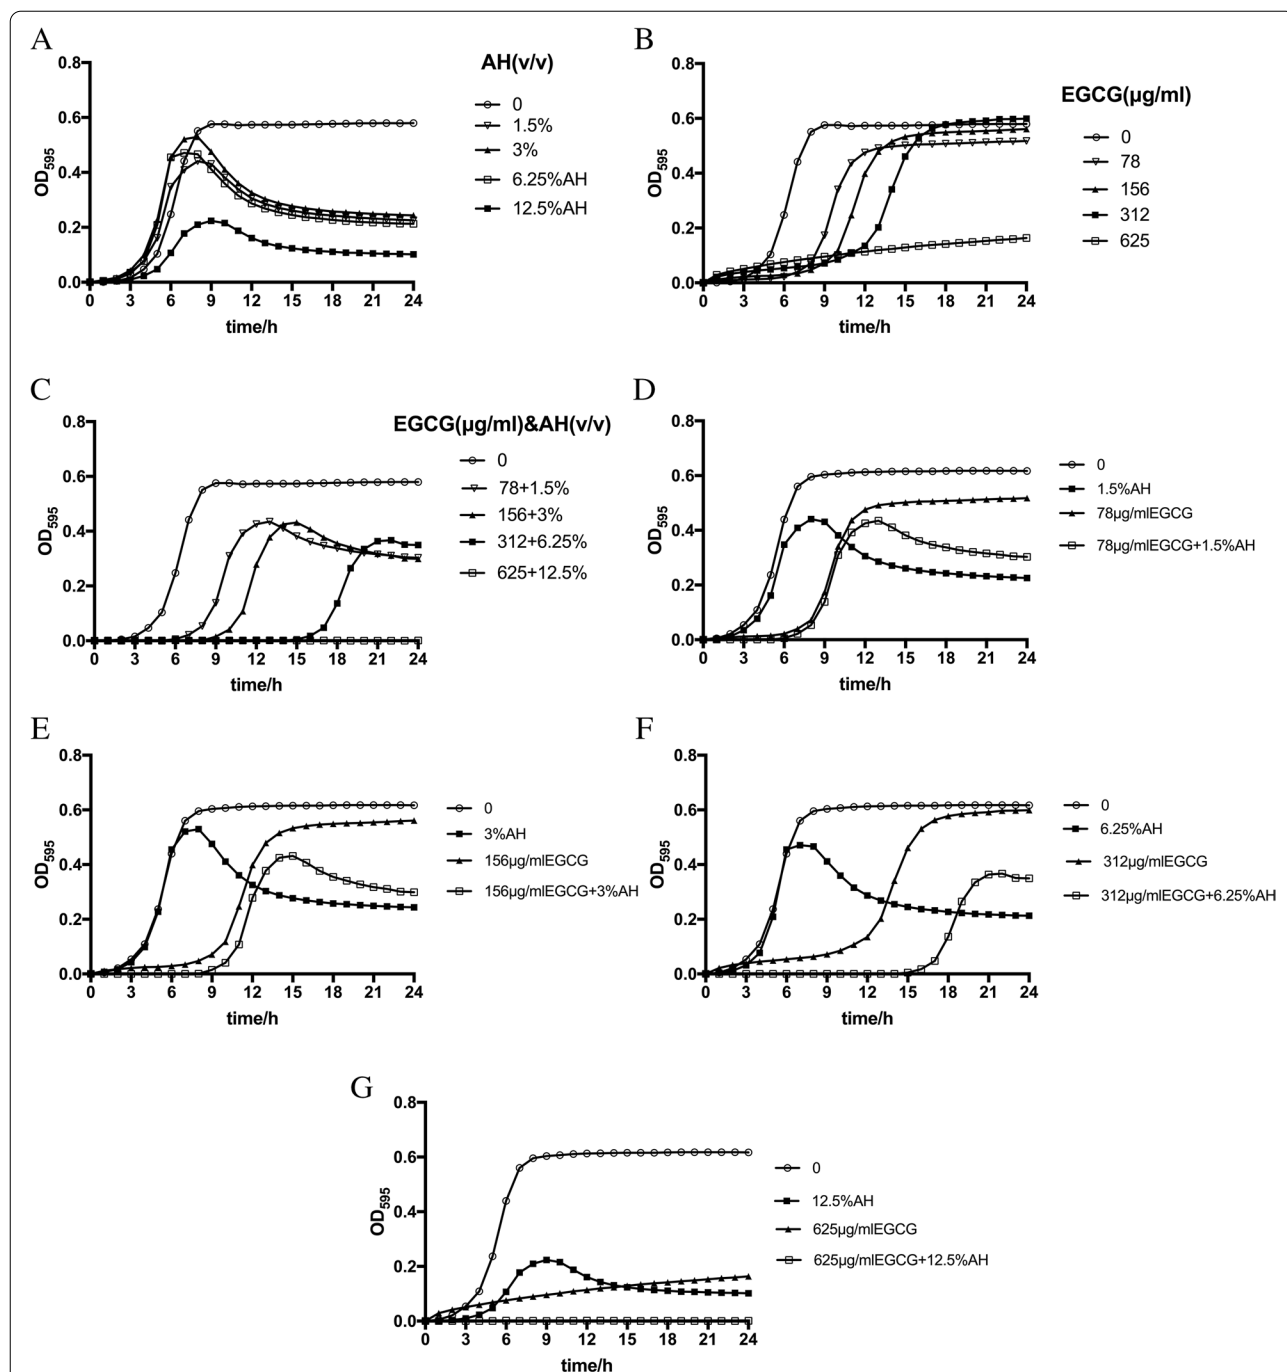 A
AH(v/v)
0
1.5%
3%
6.25%AH
12.5%AH
OD595
0.8
0.6
0.4
0.2
0.0
0 3 6 9 12 15 18 21 24
time/h
B
EGCG(µg/ml)
0
78
156
312
625
OD595
0.8
0.6
0.4
0.2
0.0
0 3 6 9 12 15 18 21 24
time/h
C
EGCG(µg/ml)&AH(v/v)
0
78+1.5%
156+3%
312+6.25%
625+12.5%
OD595
0.8
0.6
0.4
0.2
0.0
0 3 6 9 12 15 18 21 24
time/h
D
0
1.5%AH
78µg/mlEGCG
78µg/mlEGCG+1.5%AH
OD595
0.8
0.6
0.4
0.2
0.0
0 3 6 9 12 15 18 21 24
time/h
E
0
3%AH
156µg/mlEGCG
156µg/mlEGCG+3%AH
OD595
0.8
0.6
0.4
0.2
0.0
0 3 6 9 12 15 18 21 24
time/h
F
0
6.25%AH
312µg/mlEGCG
312µg/mlEGCG+6.25%AH
OD595
0.8
0.6
0.4
0.2
0.0
0 3 6 9 12 15 18 21 24
time/h
G
0
12.5%AH
625µg/mlEGCG
625µg/mlEGCG+12.5%AH
OD595
0.8
0.6
0.4
0.2
0.0
0 3 6 9 12 15 18 21 24
time/h